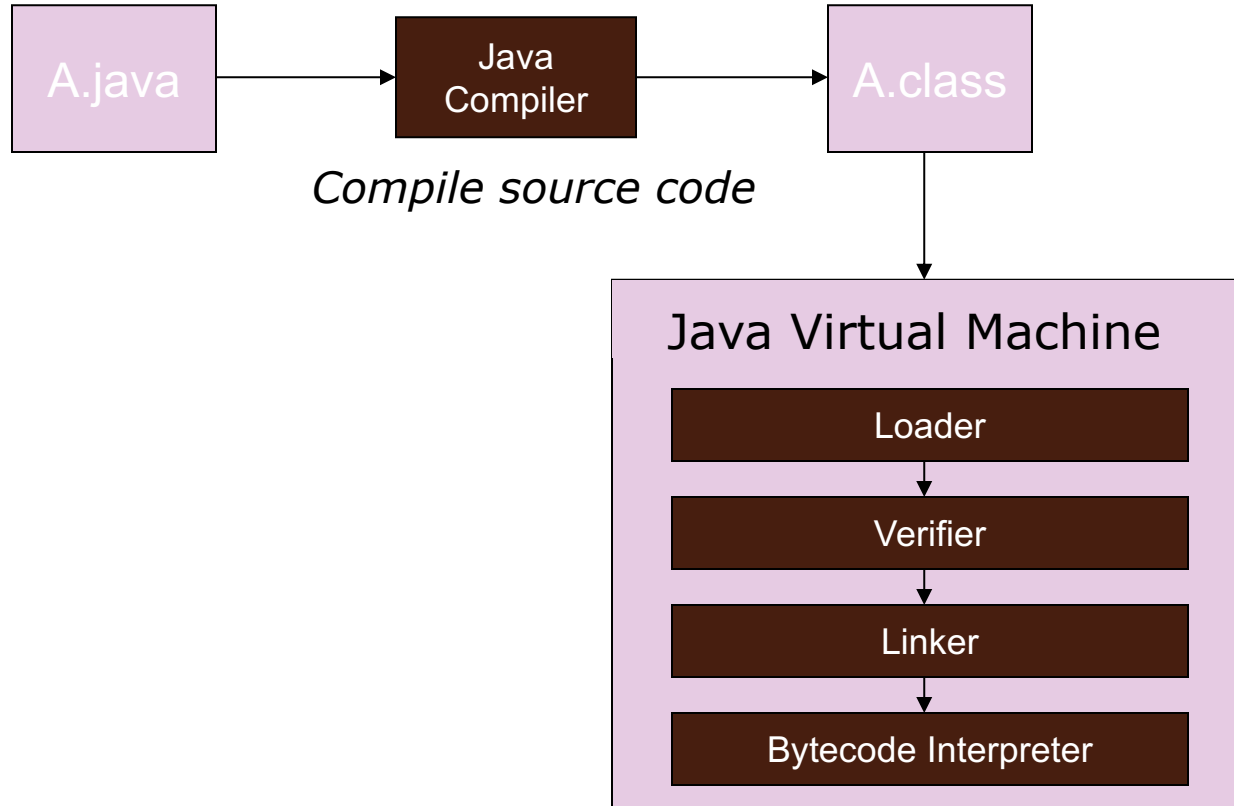 A.java
Java
Compiler
A.class
Compile source code
Java Virtual Machine
Loader
Verifier
Linker
Bytecode Interpreter